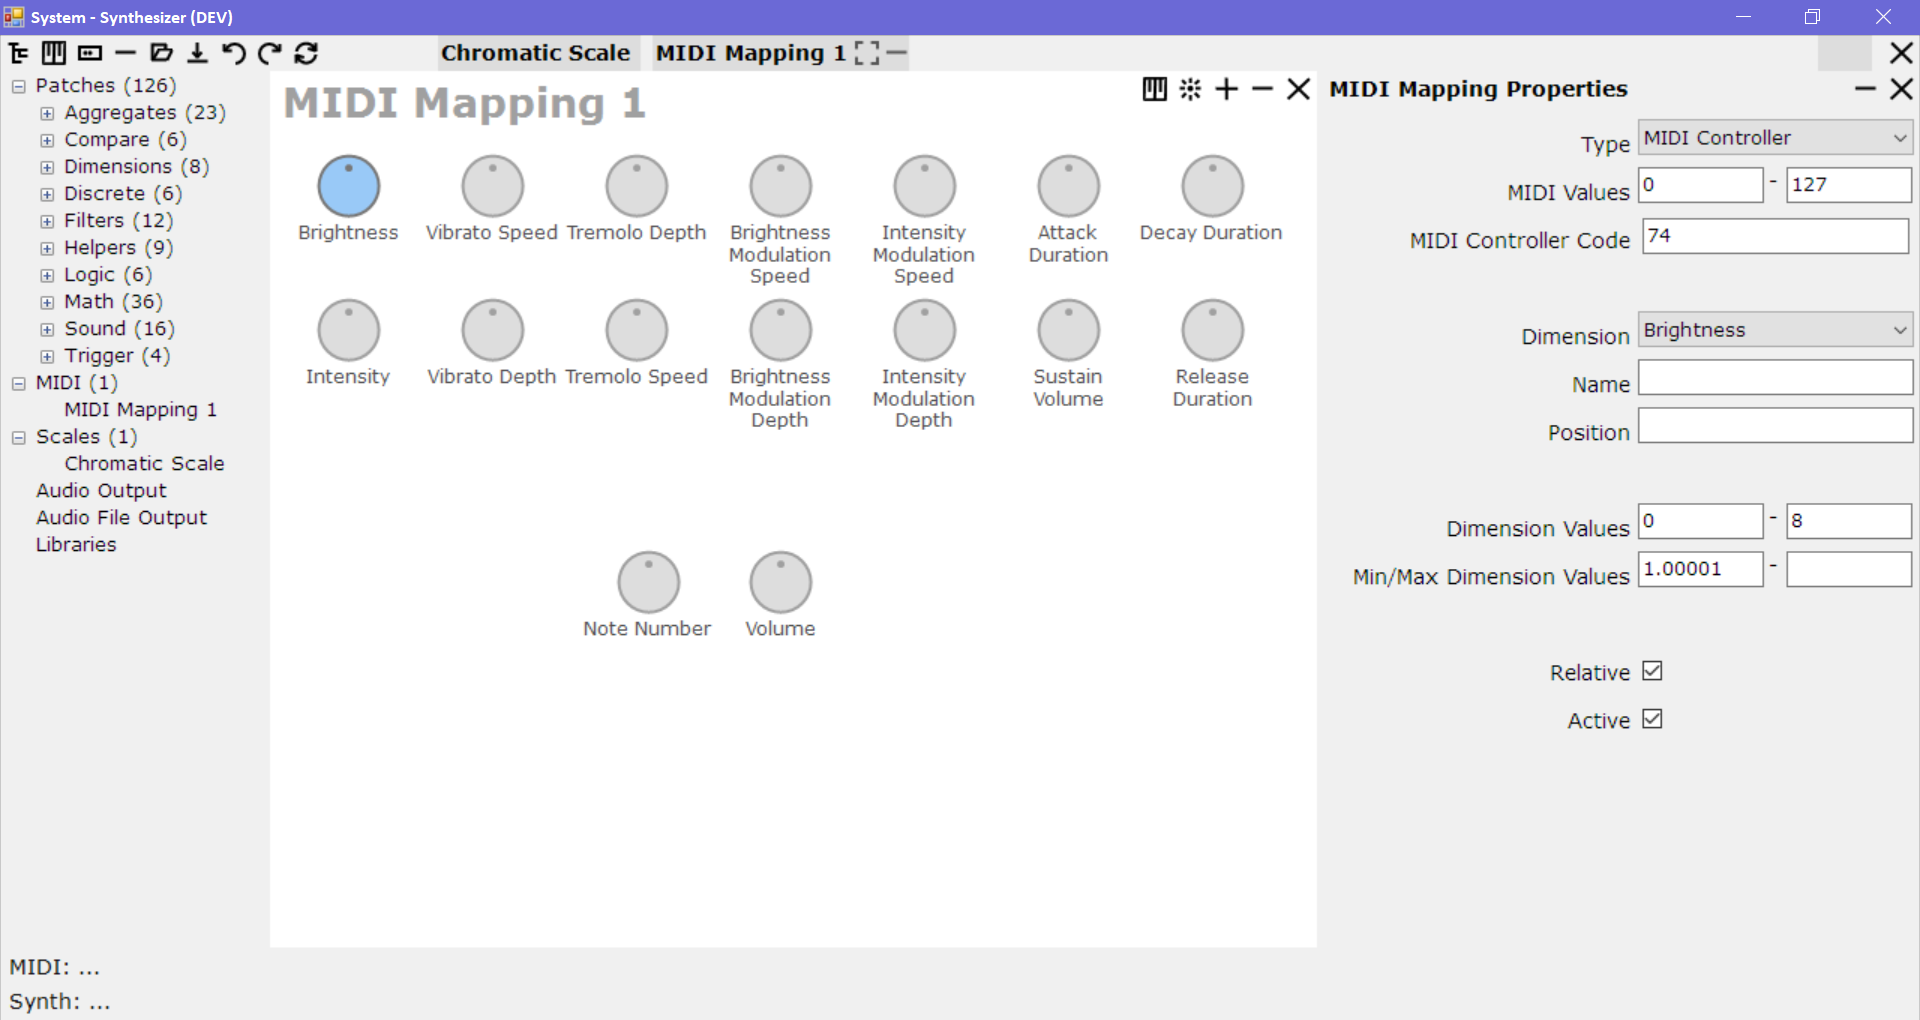 System - Synthesizer (DEV)
Chromatic Scale
MIDI Mapping 1
Patches (126)
Aggregates (23)
Compare (6)
Dimensions (8)
Discrete (6)
Filters (12)
Helpers (9)
Logic (6)
Math (36)
Sound (16)
Trigger (4)
MIDI (1)
MIDI Mapping 1
Scales (1)
Chromatic Scale
Audio Output
Audio File Output
Libraries
MIDI Mapping 1
Brightness
Vibrato Speed
Tremolo Depth
Brightness
Modulation
Speed
Intensity
Modulation
Speed
Attack
Duration
Decay Duration
Intensity
Vibrato Depth
Tremolo Speed
Brightness
Modulation
Depth
Intensity
Modulation
Depth
Sustain
Volume
Release
Duration
Note Number
Volume
MIDI Mapping Properties
Type MIDI Controller
MIDI Values 0 - 127
MIDI Controller Code 74
Dimension Brightness
Name
Position
Dimension Values 0 - 8
Min/Max Dimension Values 1.00001 -
Relative
Active
MIDI: ...
Synth: ...